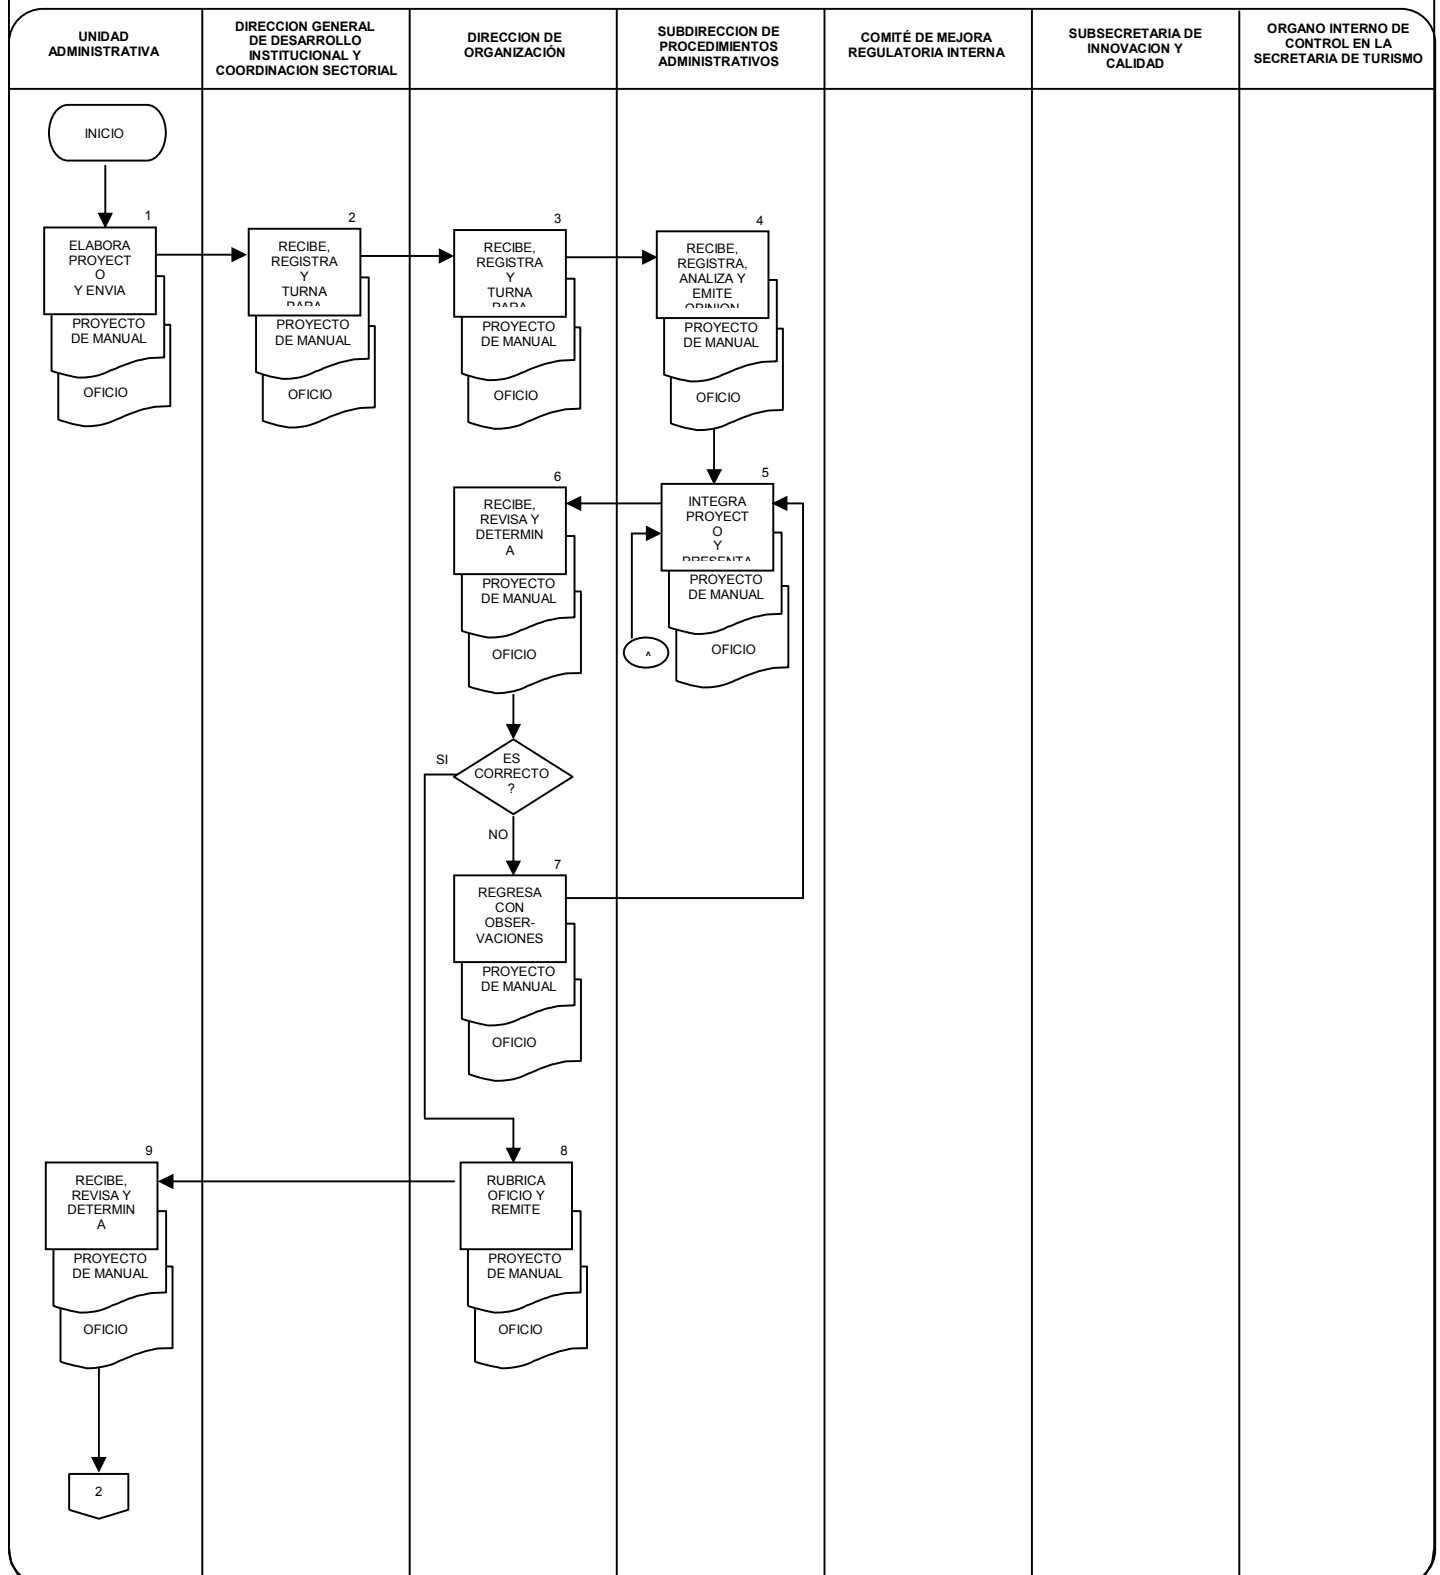 UNIDAD
ADMINISTRATIVA
DIRECCION GENERAL
DE DESARROLLO
INSTITUCIONAL Y
COORDINACION SECTORIAL
DIRECCION DE
ORGANIZACIÓN
SUBDIRECCION DE
PROCEDIMIENTOS
ADMINISTRATIVOS
COMITÉ DE MEJORA
REGULATORIA INTERNA
SUBSECRETARIA DE
INNOVACION Y
CALIDAD
ORGANO INTERNO DE
CONTROL EN LA
SECRETARIA DE TURISMO
INICIO
1
ELABORA
PROYECT
O
Y ENVIA
PROYECTO
DE MANUAL
OFICIO
2
RECIBE,
REGISTRA
Y
TURNA
PARA
PROYECTO
DE MANUAL
OFICIO
3
RECIBE,
REGISTRA
Y
TURNA
PARA
PROYECTO
DE MANUAL
OFICIO
4
RECIBE,
REGISTRA,
ANALIZA Y
EMITE
OPINION
PROYECTO
DE MANUAL
OFICIO
5
INTEGRA
PROYECT
O
Y
PRESENTA
PROYECTO
DE MANUAL
OFICIO
6
RECIBE,
REVISA Y
DETERMIN
A
PROYECTO
DE MANUAL
OFICIO
ES
CORRECTO
?
SI
NO
7
REGRESA
CON
OBSER-
VACIONES
PROYECTO
DE MANUAL
OFICIO
8
RUBRICA
OFICIO Y
REMITE
PROYECTO
DE MANUAL
OFICIO
9
RECIBE,
REVISA Y
DETERMIN
A
PROYECTO
DE MANUAL
OFICIO
2